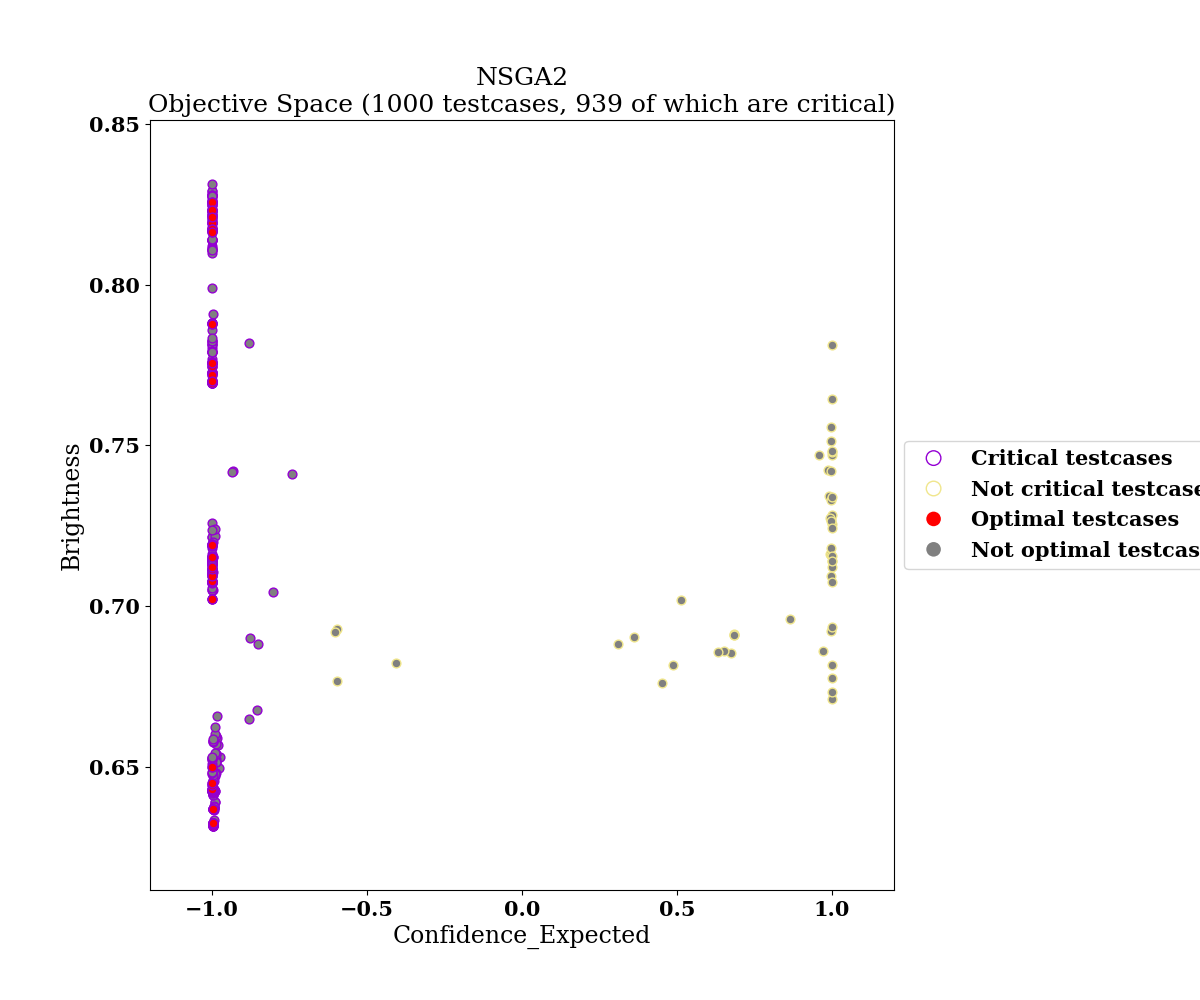 NSGA2
Objective Space (1000 testcases, 939 of which are critical)
0.85
0.80
0.75
0.70
0.65
Brightness
−1.0
−0.5
0.0
0.5
1.0
Confidence_Expected
Critical testcases
Not critical testcase
Optimal testcases
Not optimal testcas